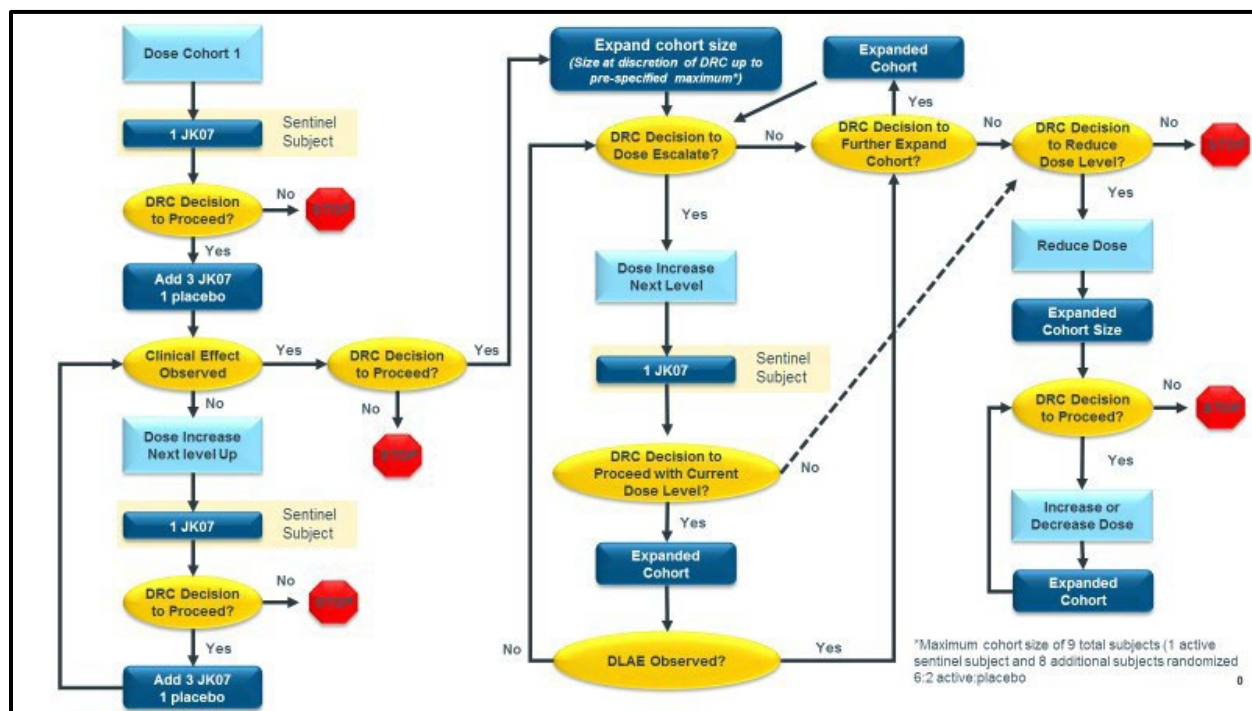 Dose Cohort 1
1 JK07
Sentinel
Subject
DRC Decision
to Proceed?
No
STOP
Yes
Add 3 JK07
1 placebo
Clinical Effect
Observed
Yes
DRC Decision
to Proceed?
Yes
No
STOP
No
Dose Increase
Next level Up
1 JK07
Sentinel
Subject
DRC Decision
to Proceed?
No
STOP
Yes
Add 3 JK07
1 placebo
Expand cohort size
(Size at discretion of DRC up to
pre-specified maximum*)
DRC Decision to
Dose Escalate?
No
Yes
Dose Increase
Next Level
1 JK07
Sentinel
Subject
DRC Decision to
Proceed with Current
Dose Level?
No
Yes
Expanded
Cohort
DLAE Observed?
No
Yes
Expanded
Cohort
Yes
DRC Decision to
Further Expand
Cohort?
No
DRC Decision
to Reduce
Dose Level?
No
STOP
Yes
Reduce Dose
Expanded
Cohort Size
DRC Decision
to Proceed?
No
STOP
Yes
Increase or
Decrease Dose
Expanded
Cohort
*Maximum cohort size of 9 total subjects (1 active
sentinel subject and 8 additional subjects randomized
6:2 active:placebo
0